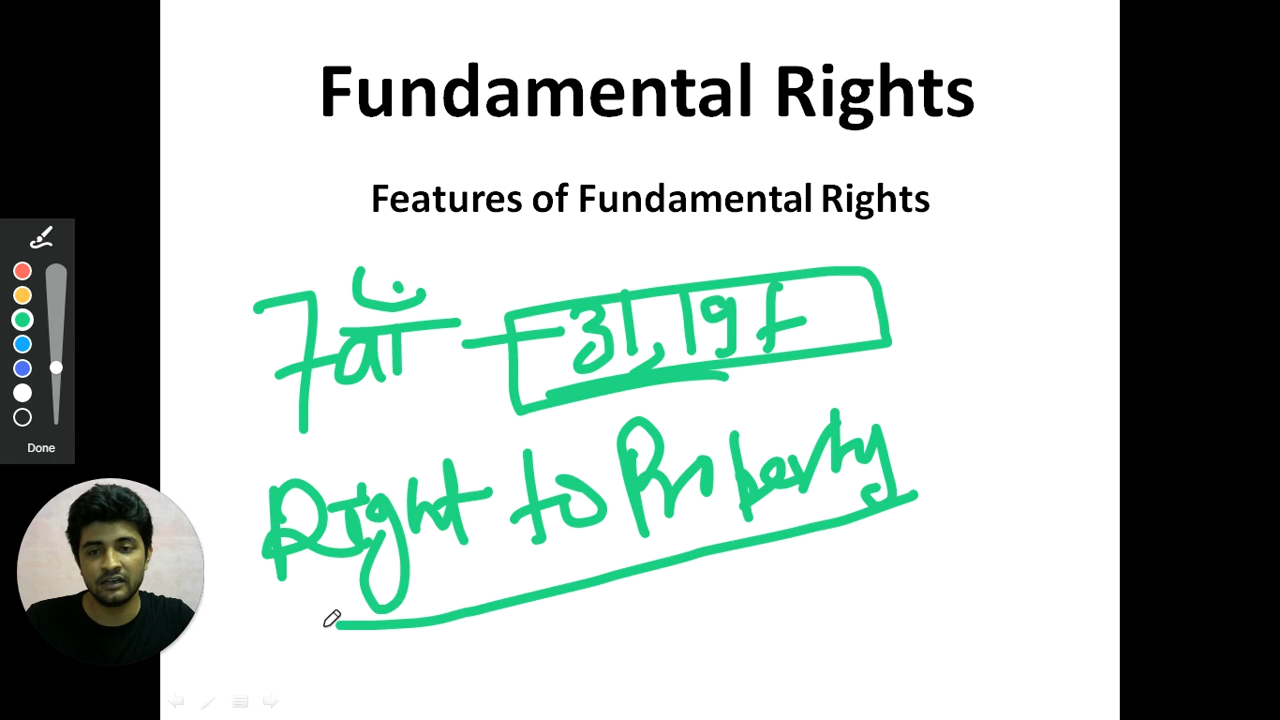 Fundamental Rights
Features of Fundamental Rights
7वाँ — 31, 19f
Right to Property
Done